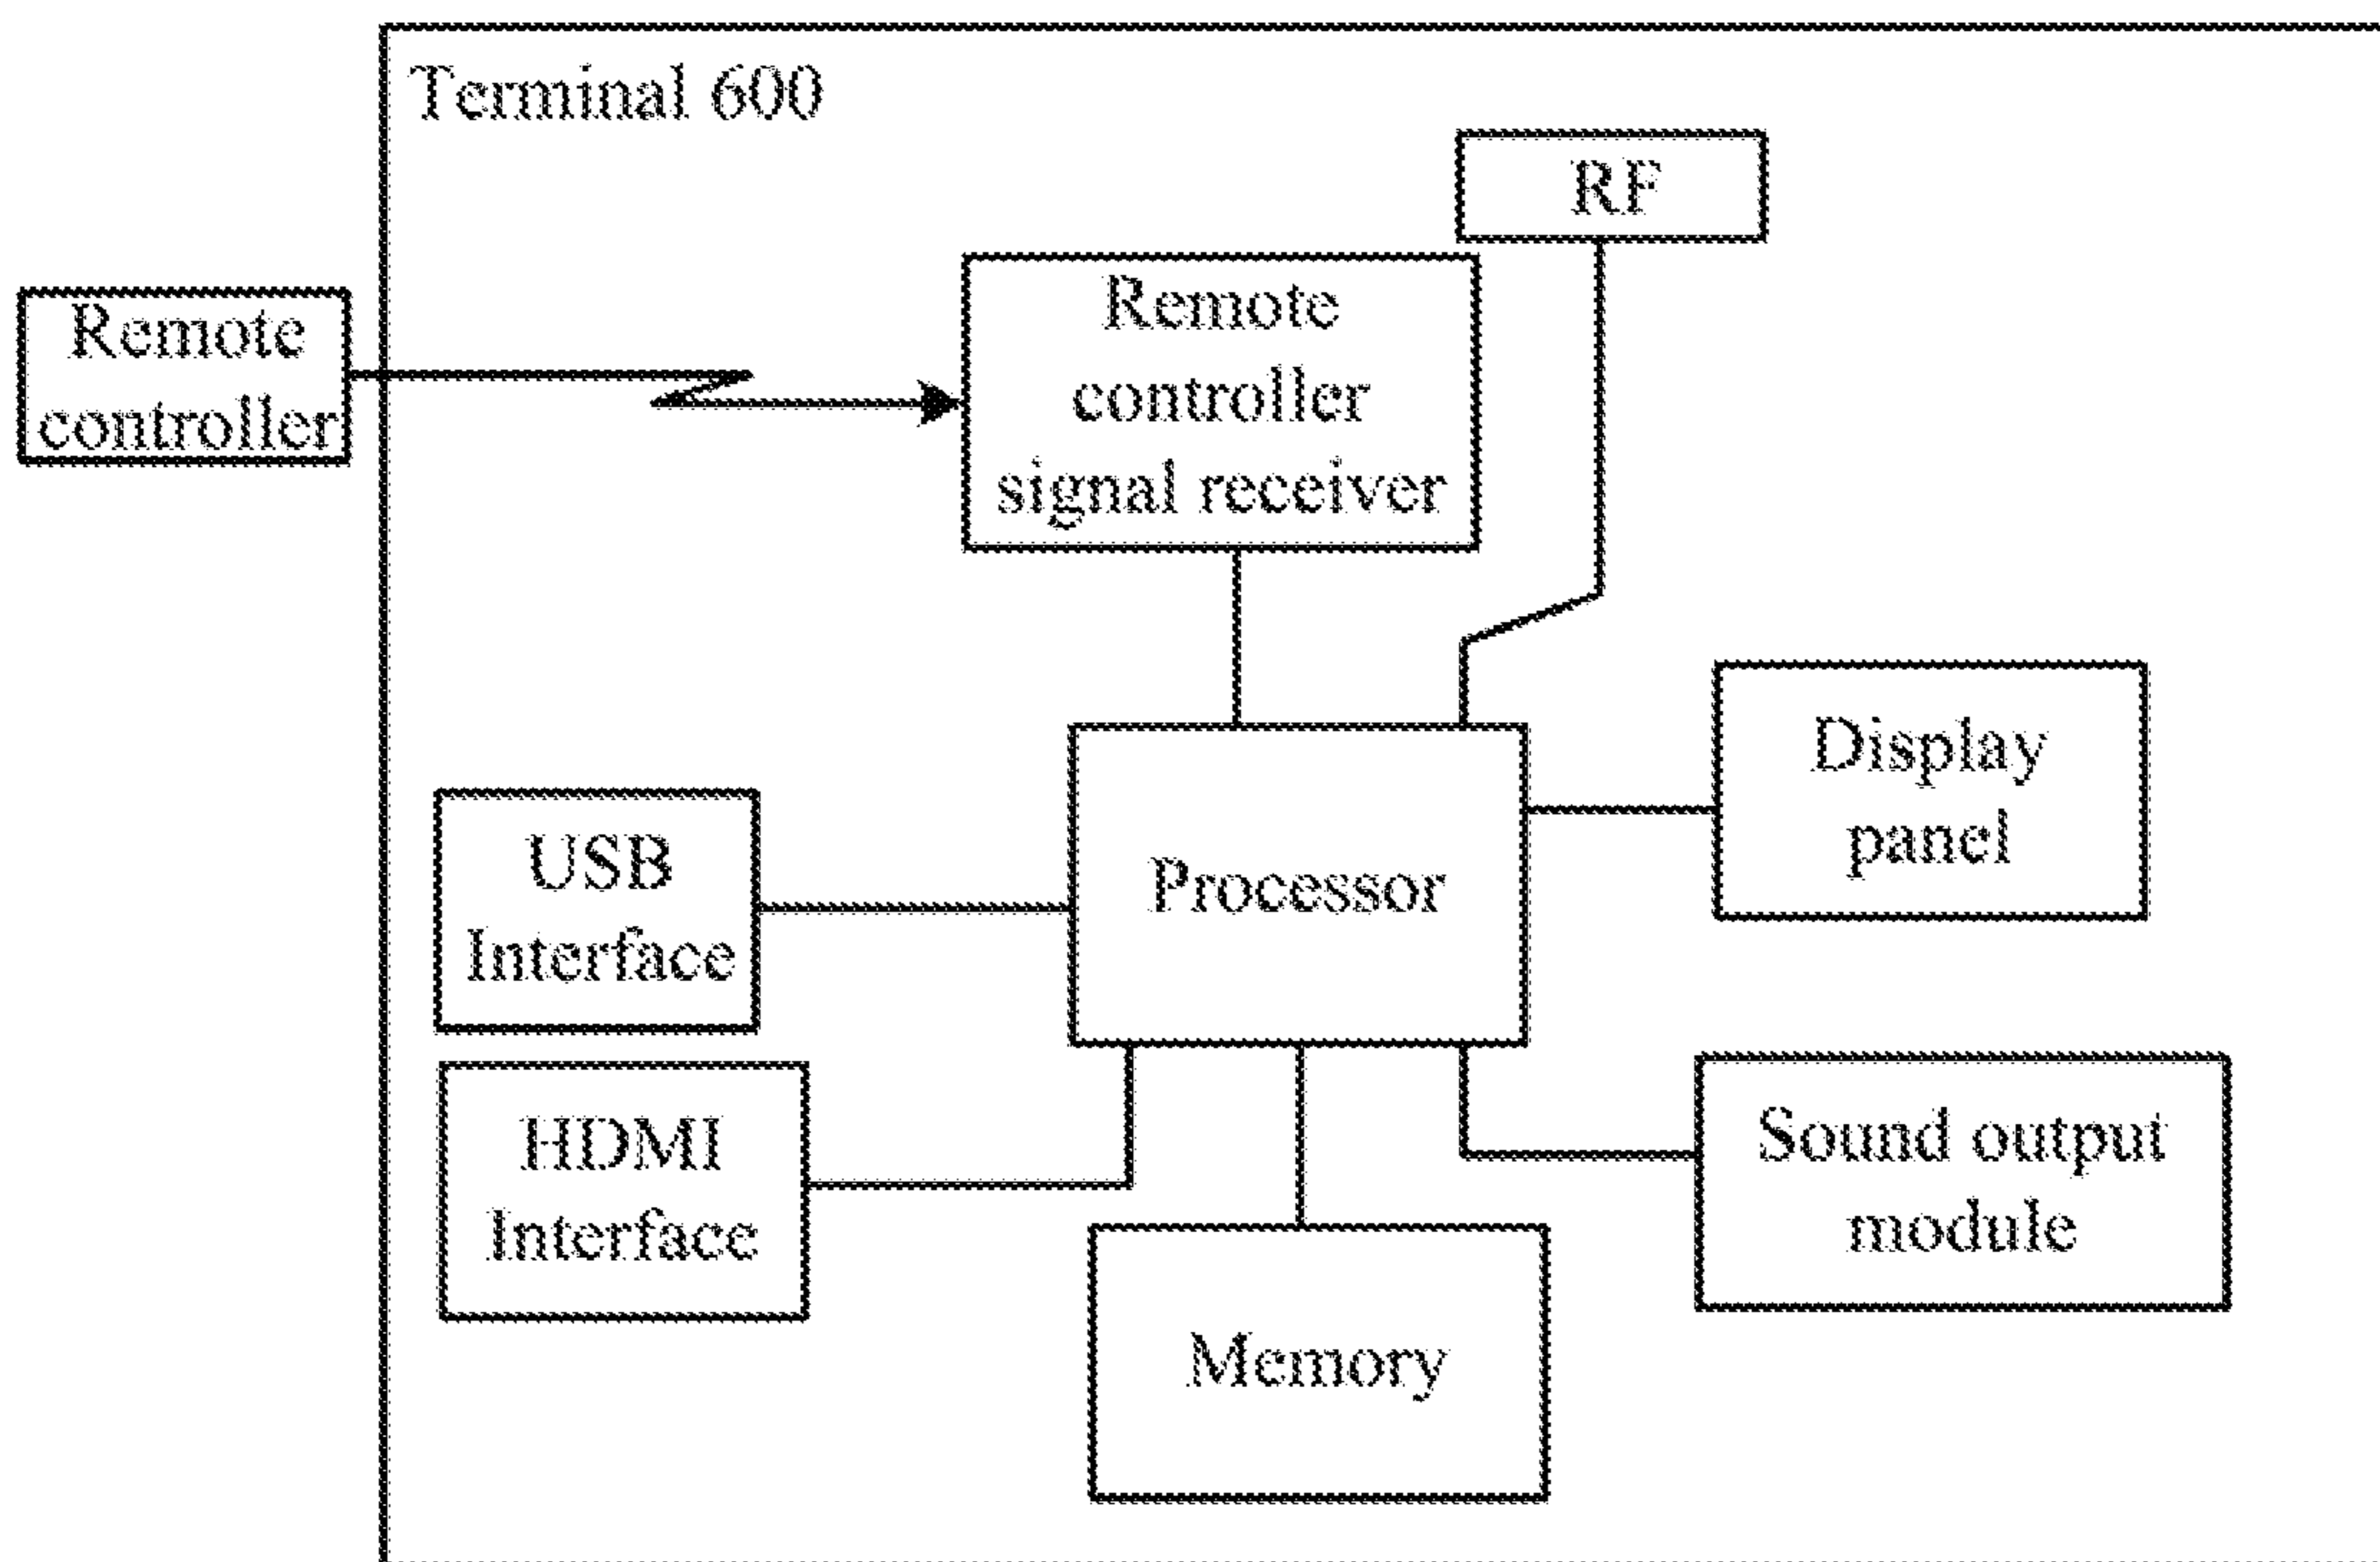 Terminal 600
RF
Remote
controller
Remote
controller
signal receiver
Display
panel
USB
Interface
Processor
HDMI
Interface
Sound output
module
Memory